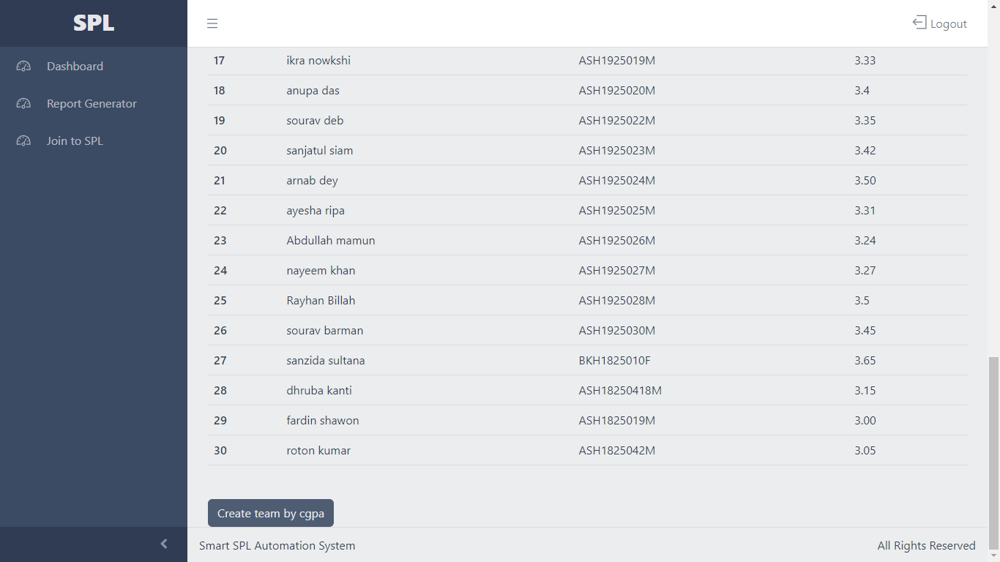 SPL
Logout
Dashboard
Report Generator
Join to SPL
17 ikra nowkshi ASH1925019M 3.33
18 anupa das ASH1925020M 3.4
19 sourav deb ASH1925022M 3.35
20 sanjatul siam ASH1925023M 3.42
21 arnab dey ASH1925024M 3.50
22 ayesha ripa ASH1925025M 3.31
23 Abdullah mamun ASH1925026M 3.24
24 nayeem khan ASH1925027M 3.27
25 Rayhan Billah ASH1925028M 3.5
26 sourav barman ASH1925030M 3.45
27 sanzida sultana BKH1825010F 3.65
28 dhruba kanti ASH18250418M 3.15
29 fardin shawon ASH1825019M 3.00
30 roton kumar ASH1825042M 3.05
Create team by cgpa
Smart SPL Automation System All Rights Reserved